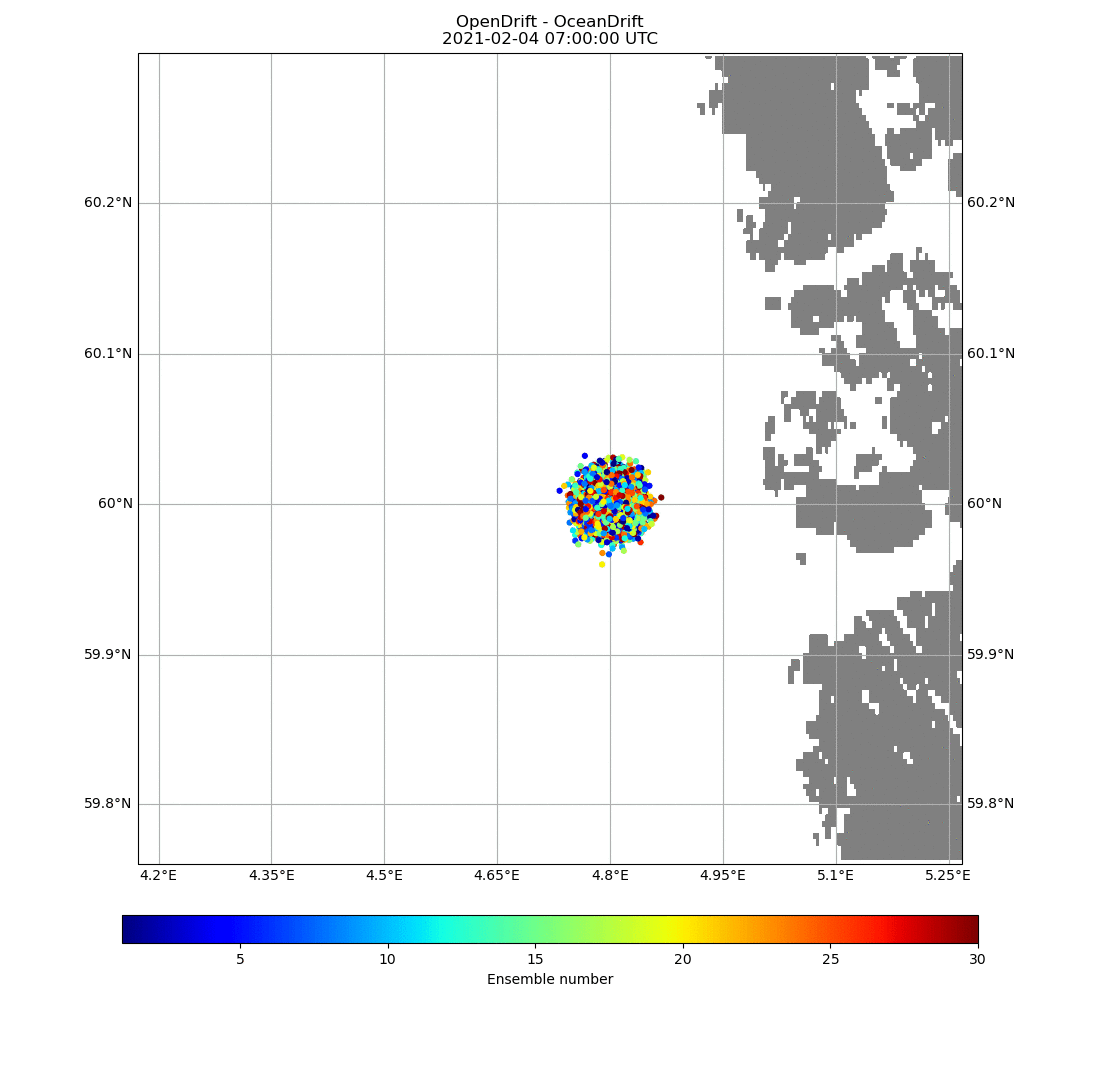 OpenDrift - OceanDrift
2021-02-04 07:00:00 UTC
60.2°N 60.2°N
60.1°N 60.1°N
60°N 60°N
59.9°N 59.9°N
59.8°N 59.8°N
4.2°E 4.35°E 4.5°E 4.65°E 4.8°E 4.95°E 5.1°E 5.25°E
5 10 15 20 25 30
Ensemble number